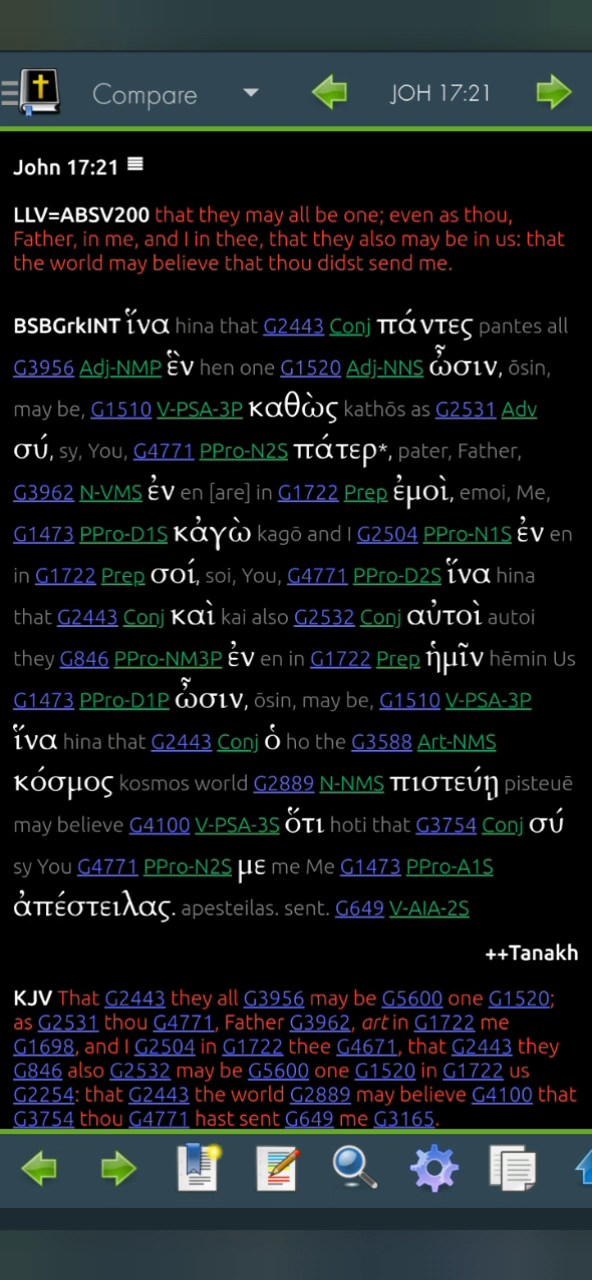 Compare
JOH 17:21
John 17:21
LLV=ABSV200 that they may all be one; even as thou,
Father, in me, and I in thee, that they also may be in us: that
the world may believe that thou didst send me.
BSBGrkINT ἵνα hina that G2443 Conj πάντες pantes all
G3956 Adj-NMP ἓν hen one G1520 Adj-NNS ὦσιν, ōsin,
may be, G1510 V-PSA-3P καθὼς kathōs as G2531 Adv
σύ, sy, You, G4771 PPro-N2S πάτερ*, pater, Father,
G3962 N-VMS ἐν en [are] in G1722 Prep ἐμοὶ, emoi, Me,
G1473 PPro-D1S κἀγὼ kagō and I G2504 PPro-N1S ἐν en
in G1722 Prep σοί, soi, You, G4771 PPro-D2S ἵνα hina
that G2443 Conj καὶ kai also G2532 Conj αὐτοὶ autoi
they G846 PPro-NM3P ἐν en in G1722 Prep ἡμῖν hēmin Us
G1473 PPro-D1P ὦσιν, ōsin, may be, G1510 V-PSA-3P
ἵνα hina that G2443 Conj ὁ ho the G3588 Art-NMS
κόσμος kosmos world G2889 N-NMS πιστεύῃ pisteuē
may believe G4100 V-PSA-3S ὅτι hoti that G3754 Conj σύ
sy You G4771 PPro-N2S με me Me G1473 PPro-A1S
ἀπέστειλας. apesteilas. sent. G649 V-AIA-2S
++Tanakh
KJV That G2443 they all G3956 may be G5600 one G1520;
as G2531 thou G4771, Father G3962, art in G1722 me
G1698, and I G2504 in G1722 thee G4671, that G2443 they
G846 also G2532 may be G5600 one G1520 in G1722 us
G2254: that G2443 the world G2889 may believe G4100 that
G3754 thou G4771 hast sent G649 me G3165.